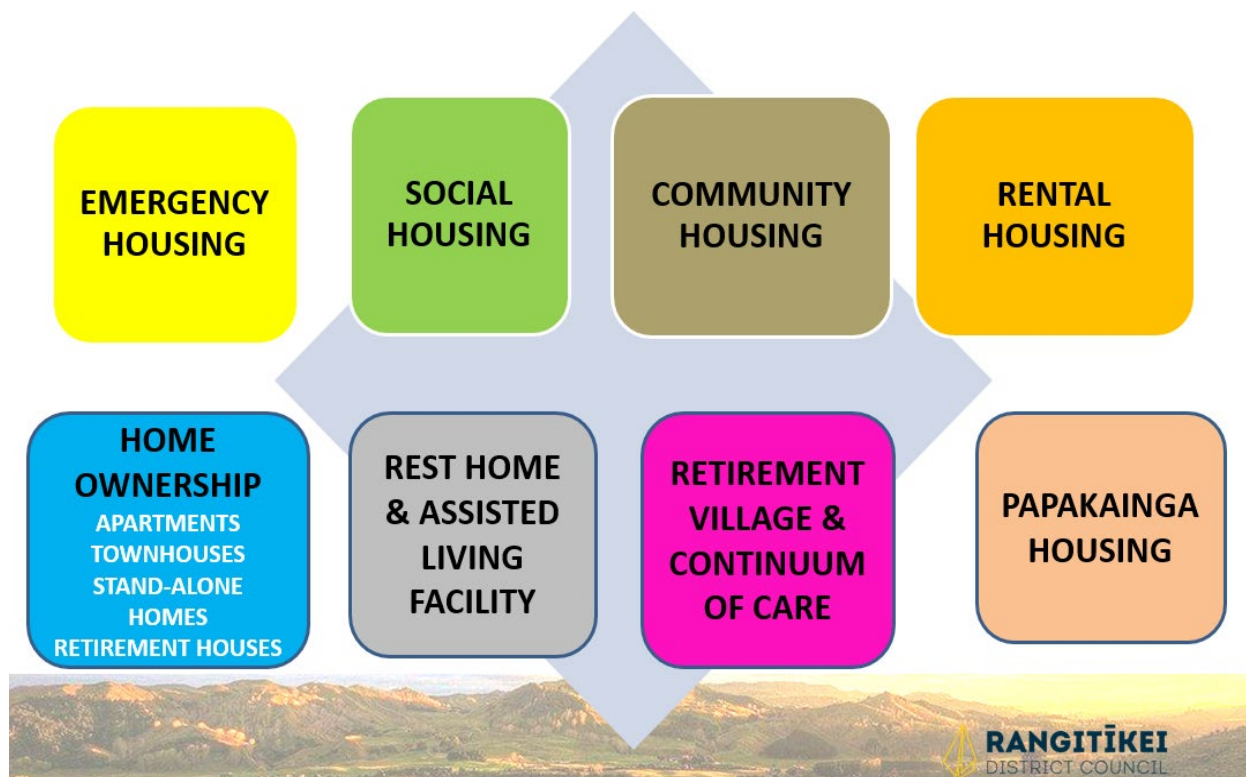 EMERGENCY
HOUSING
SOCIAL
HOUSING
COMMUNITY
HOUSING
RENTAL
HOUSING
HOME
OWNERSHIP
APARTMENTS
TOWNHOUSES
STAND-ALONE
HOMES
RETIREMENT HOUSES
REST HOME
& ASSISTED
LIVING
FACILITY
RETIREMENT
VILLAGE &
CONTINUUM
OF CARE
PAPAKAINGA
HOUSING
RANGITĪKEI
DISTRICT COUNCIL